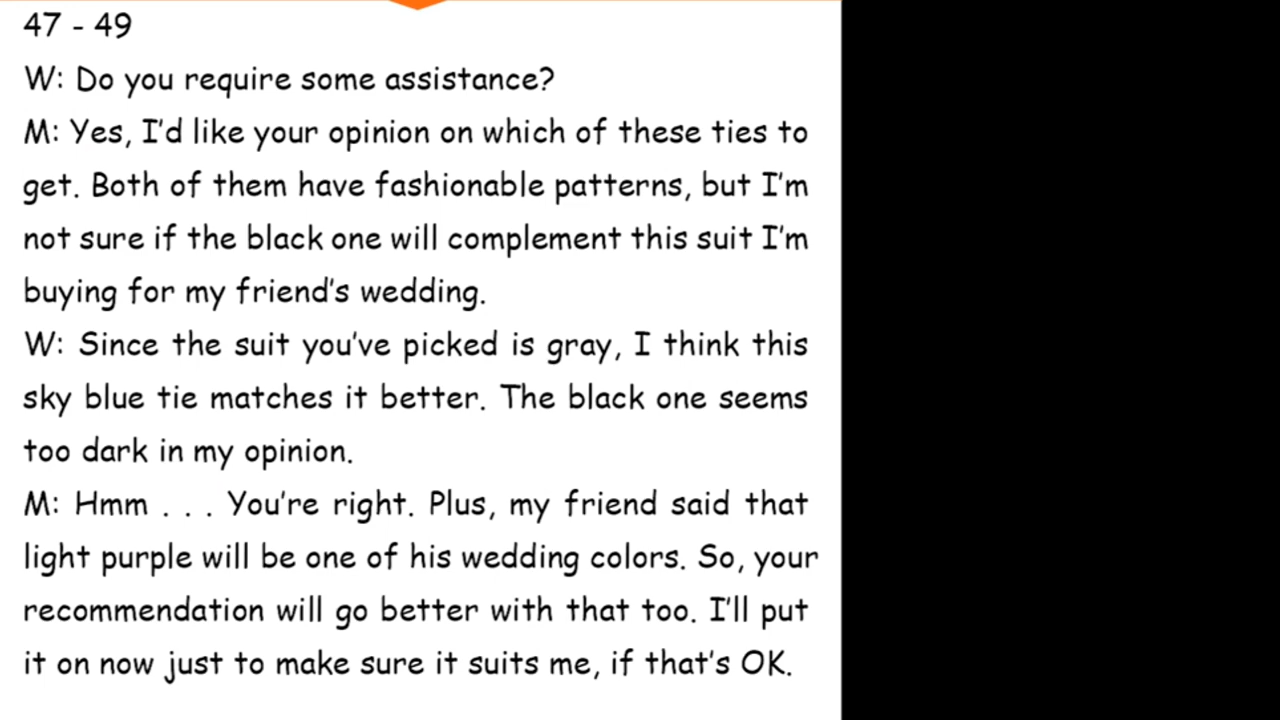 47 - 49
W: Do you require some assistance?
M: Yes, I'd like your opinion on which of these ties to
get. Both of them have fashionable patterns, but I'm
not sure if the black one will complement this suit I'm
buying for my friend's wedding.
W: Since the suit you've picked is gray, I think this
sky blue tie matches it better. The black one seems
too dark in my opinion.
M: Hmm . . . You're right. Plus, my friend said that
light purple will be one of his wedding colors. So, your
recommendation will go better with that too. I'll put
it on now just to make sure it suits me, if that's OK.